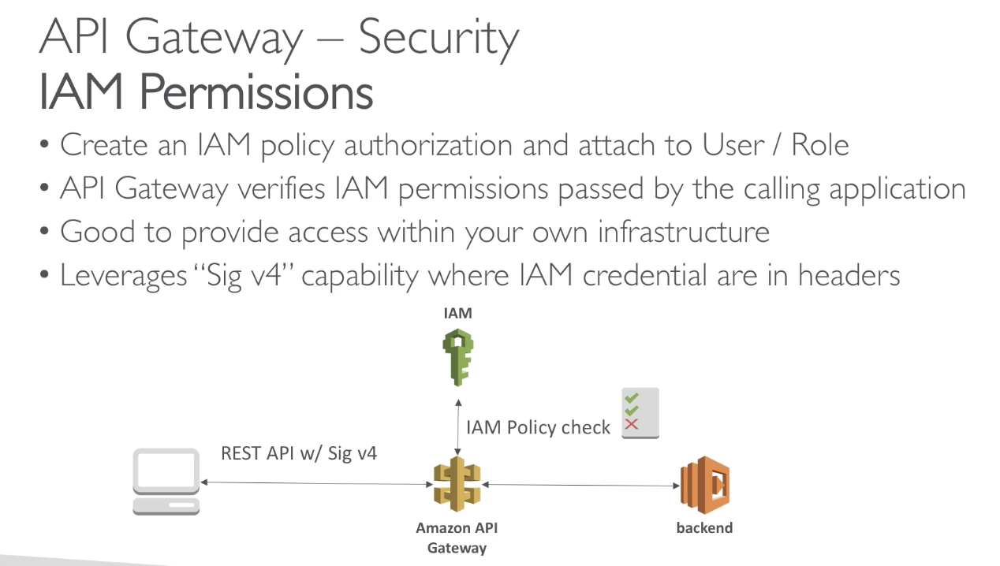 API Gateway – Security
IAM Permissions
• Create an IAM policy authorization and attach to User / Role
• API Gateway verifies IAM permissions passed by the calling application
• Good to provide access within your own infrastructure
• Leverages “Sig v4” capability where IAM credential are in headers
IAM
IAM Policy check
REST API w/ Sig v4
Amazon API
Gateway
backend